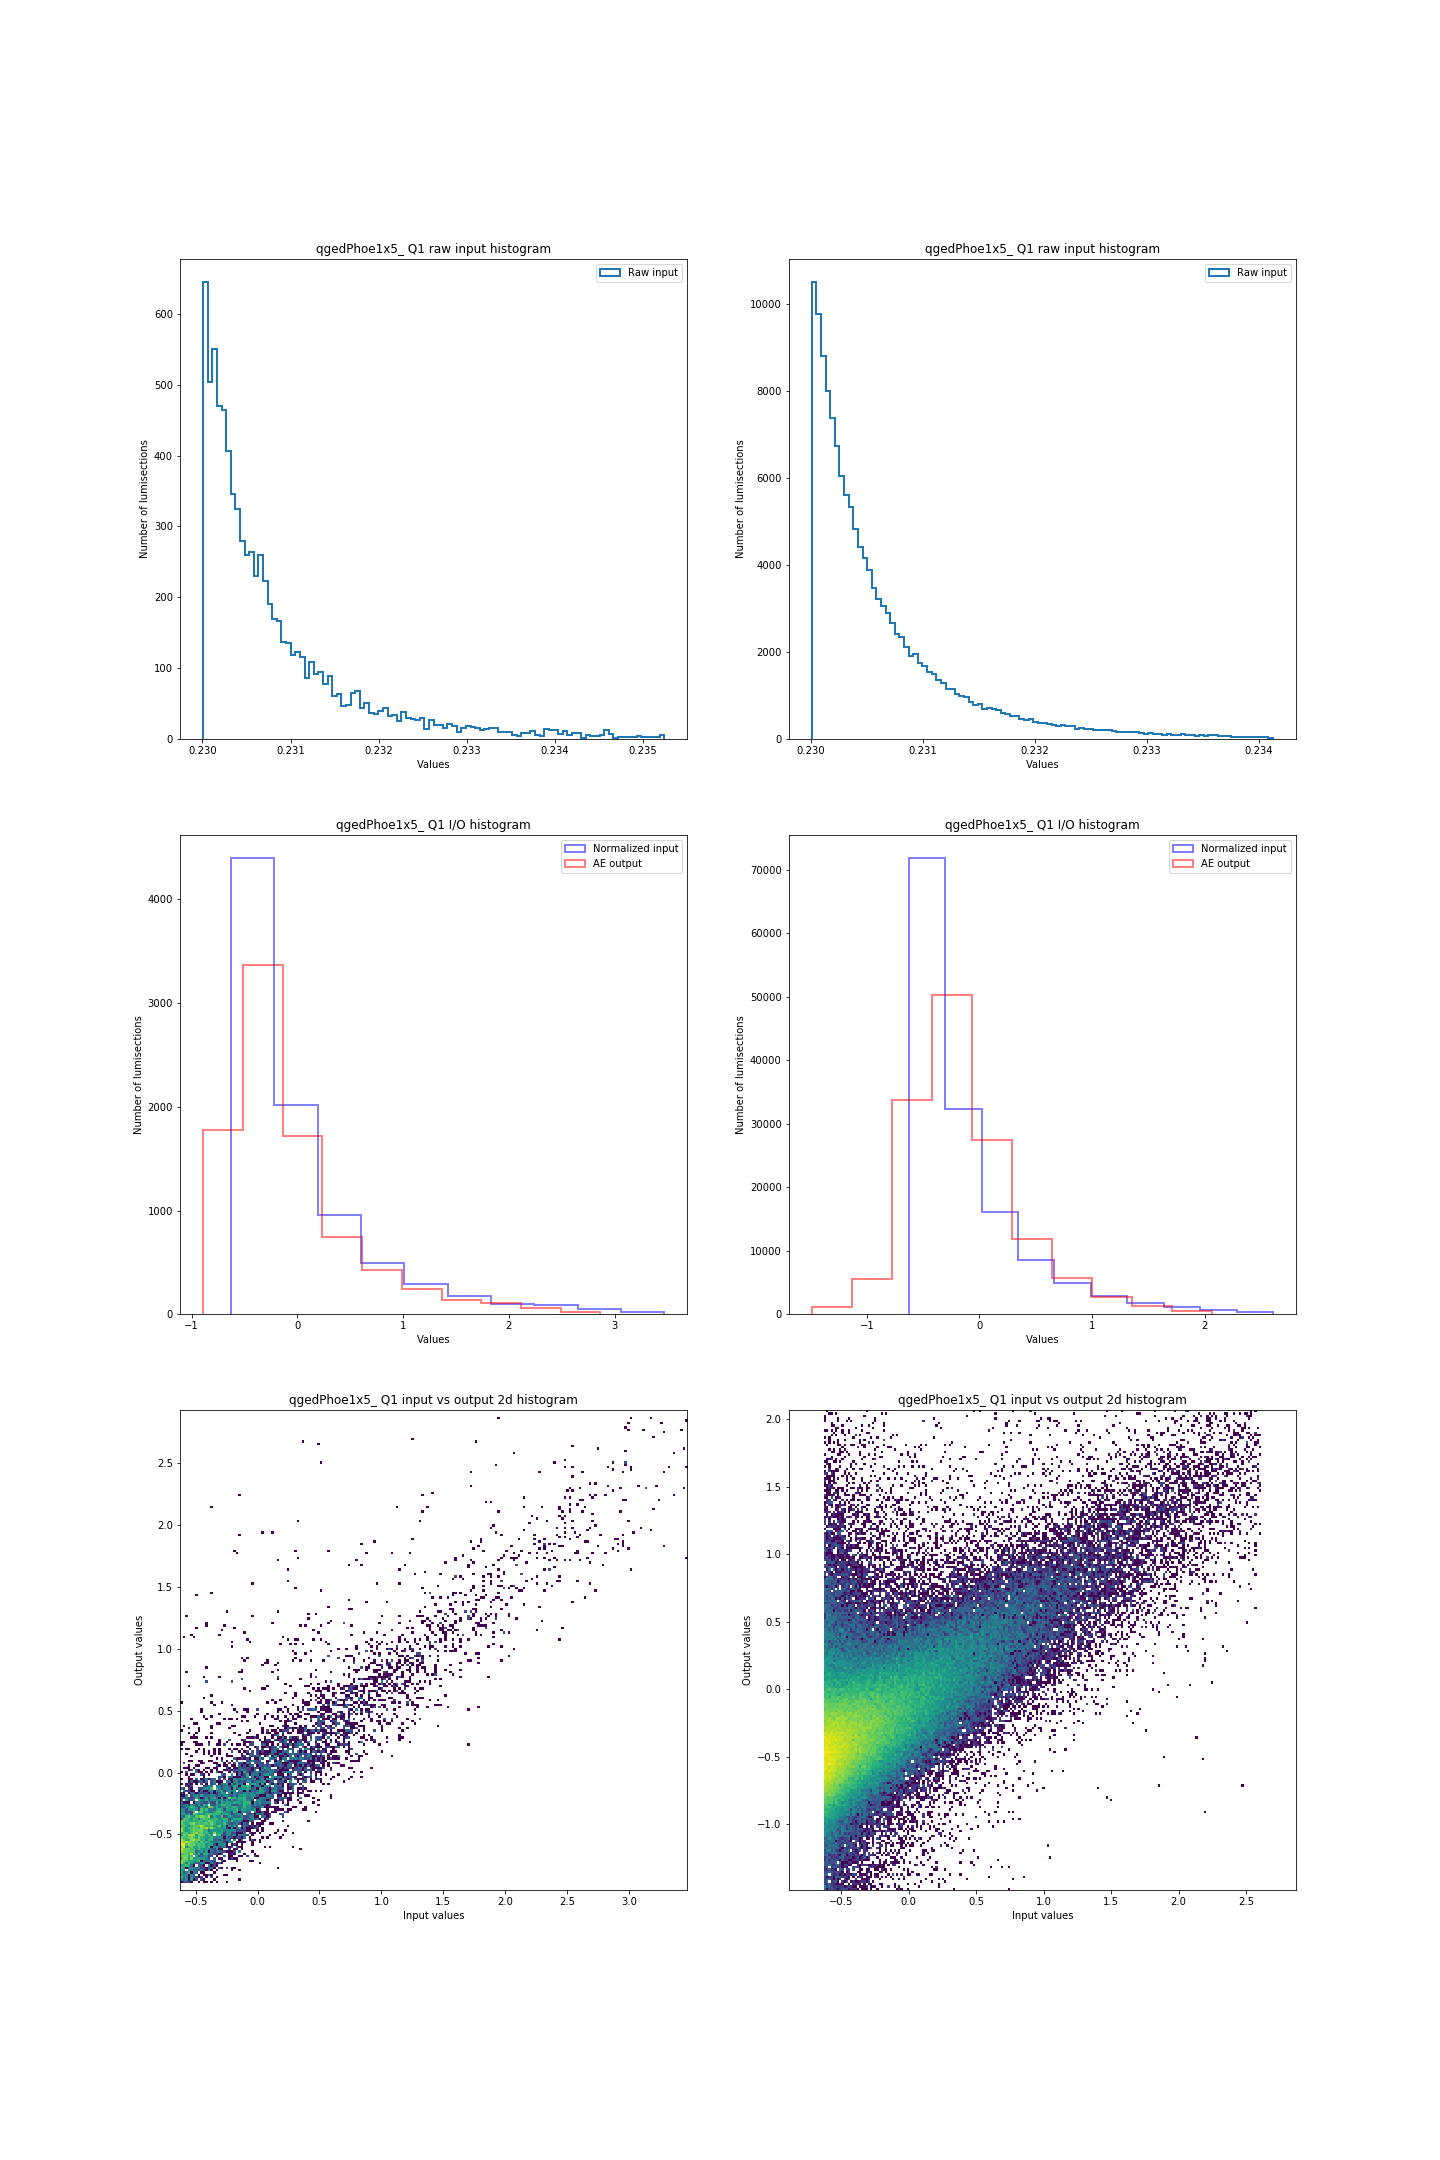 qgedPhoe1x5_ Q1 raw input histogram
Raw input
Number of lumisections
600
500
400
300
200
100
0
0.230 0.231 0.232 0.233 0.234 0.235
Values
qgedPhoe1x5_ Q1 raw input histogram
Raw input
Number of lumisections
10000
8000
6000
4000
2000
0
0.230 0.231 0.232 0.233 0.234
Values
qgedPhoe1x5_ Q1 I/O histogram
Normalized input
AE output
Number of lumisections
4000
3000
2000
1000
0
−1 0 1 2 3
Values
qgedPhoe1x5_ Q1 I/O histogram
Normalized input
AE output
Number of lumisections
70000
60000
50000
40000
30000
20000
10000
0
−1 0 1 2
Values
qgedPhoe1x5_ Q1 input vs output 2d histogram
Output values
2.5
2.0
1.5
1.0
0.5
0.0
−0.5
−0.5 0.0 0.5 1.0 1.5 2.0 2.5 3.0
Input values
qgedPhoe1x5_ Q1 input vs output 2d histogram
Output values
2.0
1.5
1.0
0.5
0.0
−0.5
−1.0
−0.5 0.0 0.5 1.0 1.5 2.0 2.5
Input values